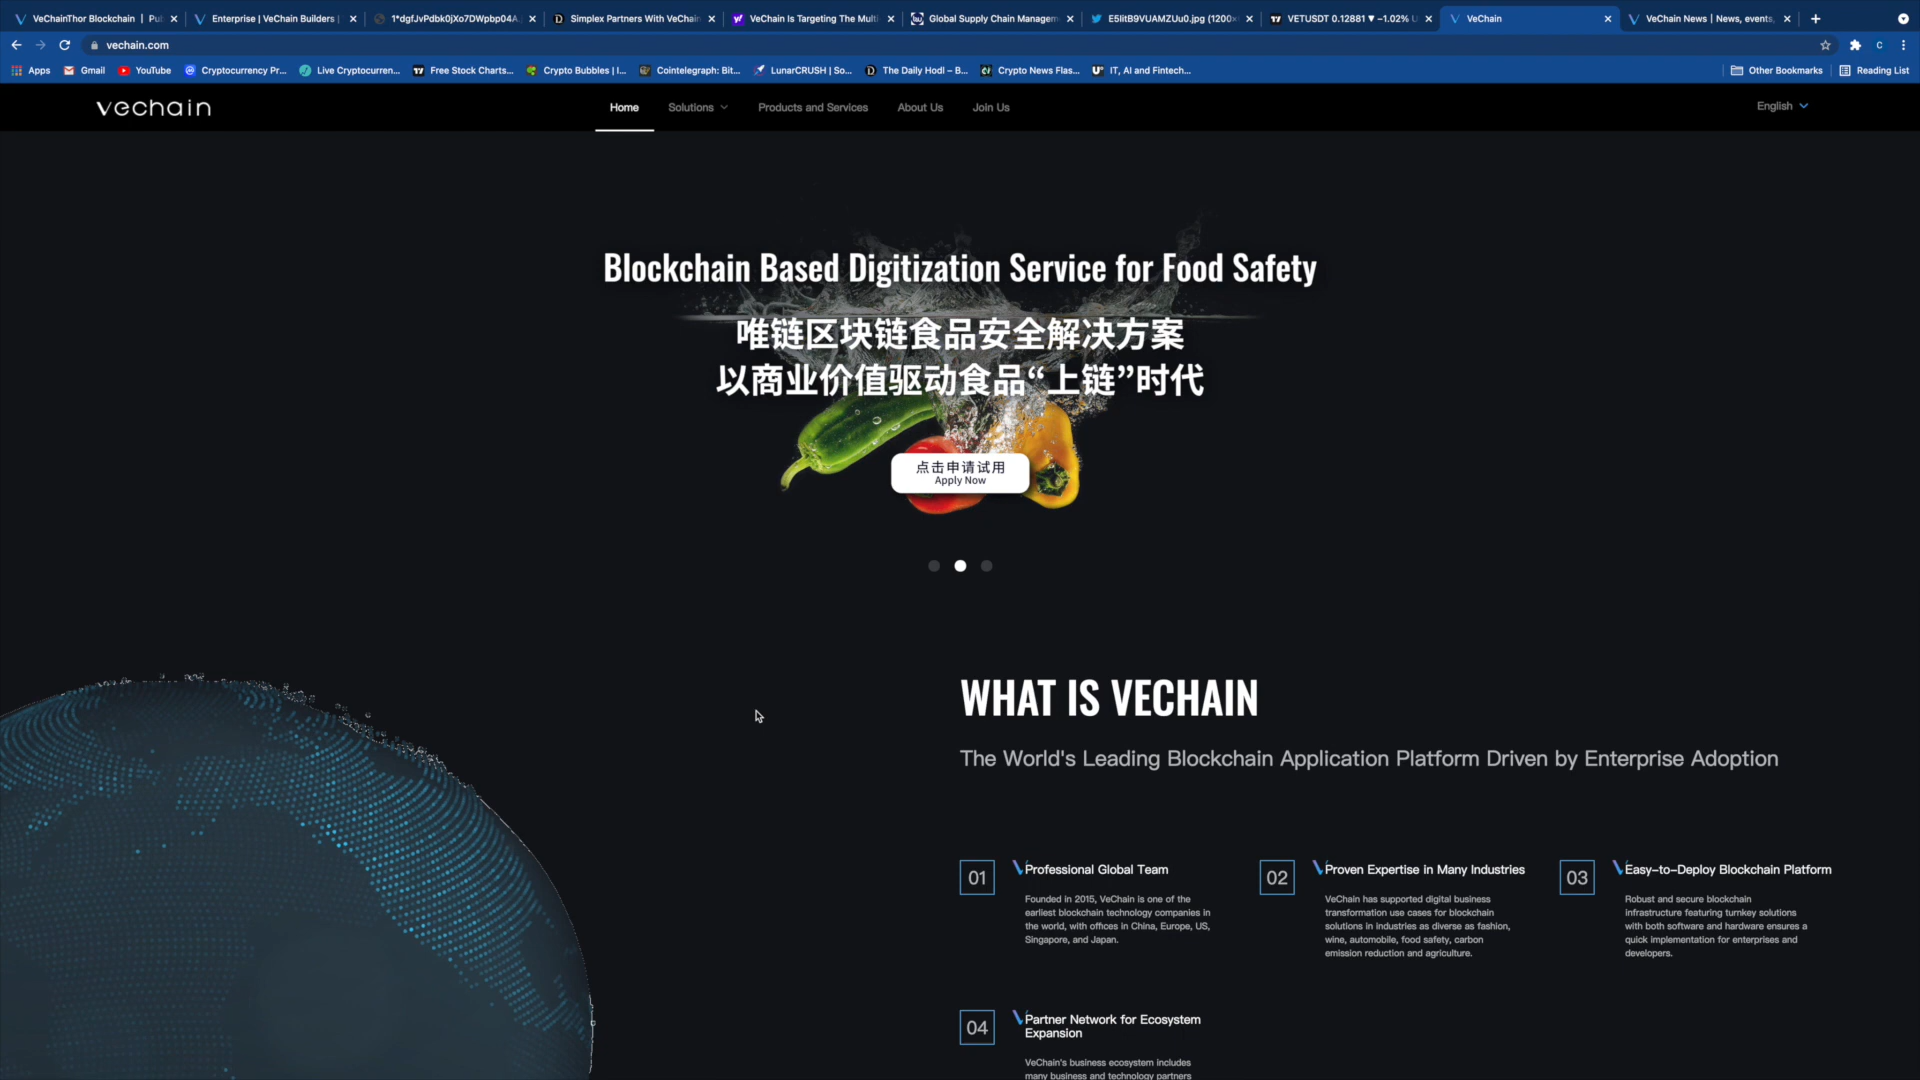 VeChainThor Blockchain | Pu
Enterprise | VeChain Builders |
1*dgfJvPdbk0jXo7DWpbp04A.
Simplex Partners With VeChain
VeChain Is Targeting The Mult
Global Supply Chain Managem
E5IitB9VUAMZUu0.jpg (1200×
VETUSDT 0.12881 ▼ −1.02% U
VeChain
VeChain News | News, events,
vechain.com
Apps
Gmail
YouTube
Cryptocurrency Pr...
Live Cryptocurren...
Free Stock Charts...
Crypto Bubbles | I...
Cointelegraph: Bit...
LunarCRUSH | So...
The Daily Hodl – B...
Crypto News Flas...
IT, AI and Fintech...
Other Bookmarks
Reading List
vechain
Home
Solutions
Products and Services
About Us
Join Us
English
Blockchain Based Digitization Service for Food Safety
唯链区块链食品安全解决方案
以商业价值驱动食品“上链”时代
点击申请试用
Apply Now
WHAT IS VECHAIN
The World's Leading Blockchain Application Platform Driven by Enterprise Adoption
01
Professional Global Team
Founded in 2015, VeChain is one of the
earliest blockchain technology companies in
the world, with offices in China, Europe, US,
Singapore, and Japan.
02
Proven Expertise in Many Industries
VeChain has supported digital business
transformation use cases for blockchain
solutions in industries as diverse as fashion,
wine, automobile, food safety, carbon
emission reduction and agriculture.
03
Easy-to-Deploy Blockchain Platform
Robust and secure blockchain
infrastructure featuring turnkey solutions
with both software and hardware ensures a
quick implementation for enterprises and
developers.
04
Partner Network for Ecosystem
Expansion
VeChain's business ecosystem includes
many business and technology partners